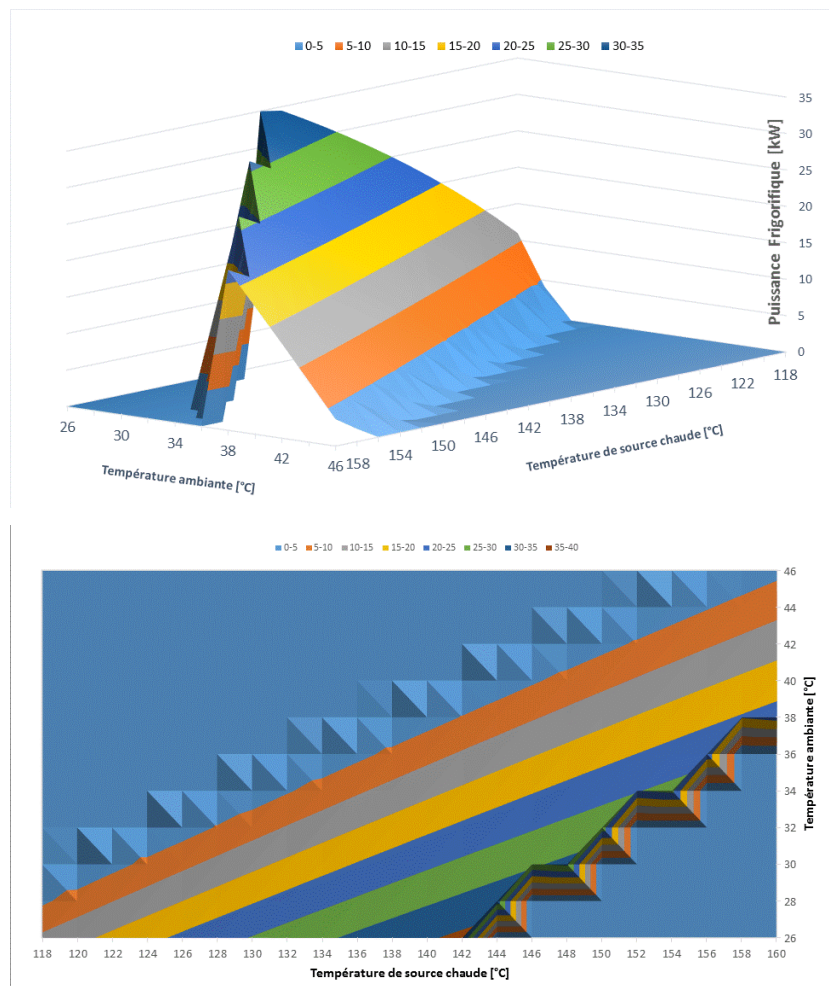 0-5 5-10 10-15 15-20 20-25 25-30 30-35
35
30
25
20
15
10
5
0
Puissance Frigorifique [kW]
26 30 34 38 42 46
Température ambiante [°C]
158 154 150 146 142 138 134 130 126 122 118
Température de source chaude [°C]
0-5 5-10 10-15 15-20 20-25 25-30 30-35 35-40
46
44
42
40
38
36
34
32
30
28
26
Température ambiante [°C]
118 120 122 124 126 128 130 132 134 136 138 140 142 144 146 148 150 152 154 156 158 160
Température de source chaude [°C]